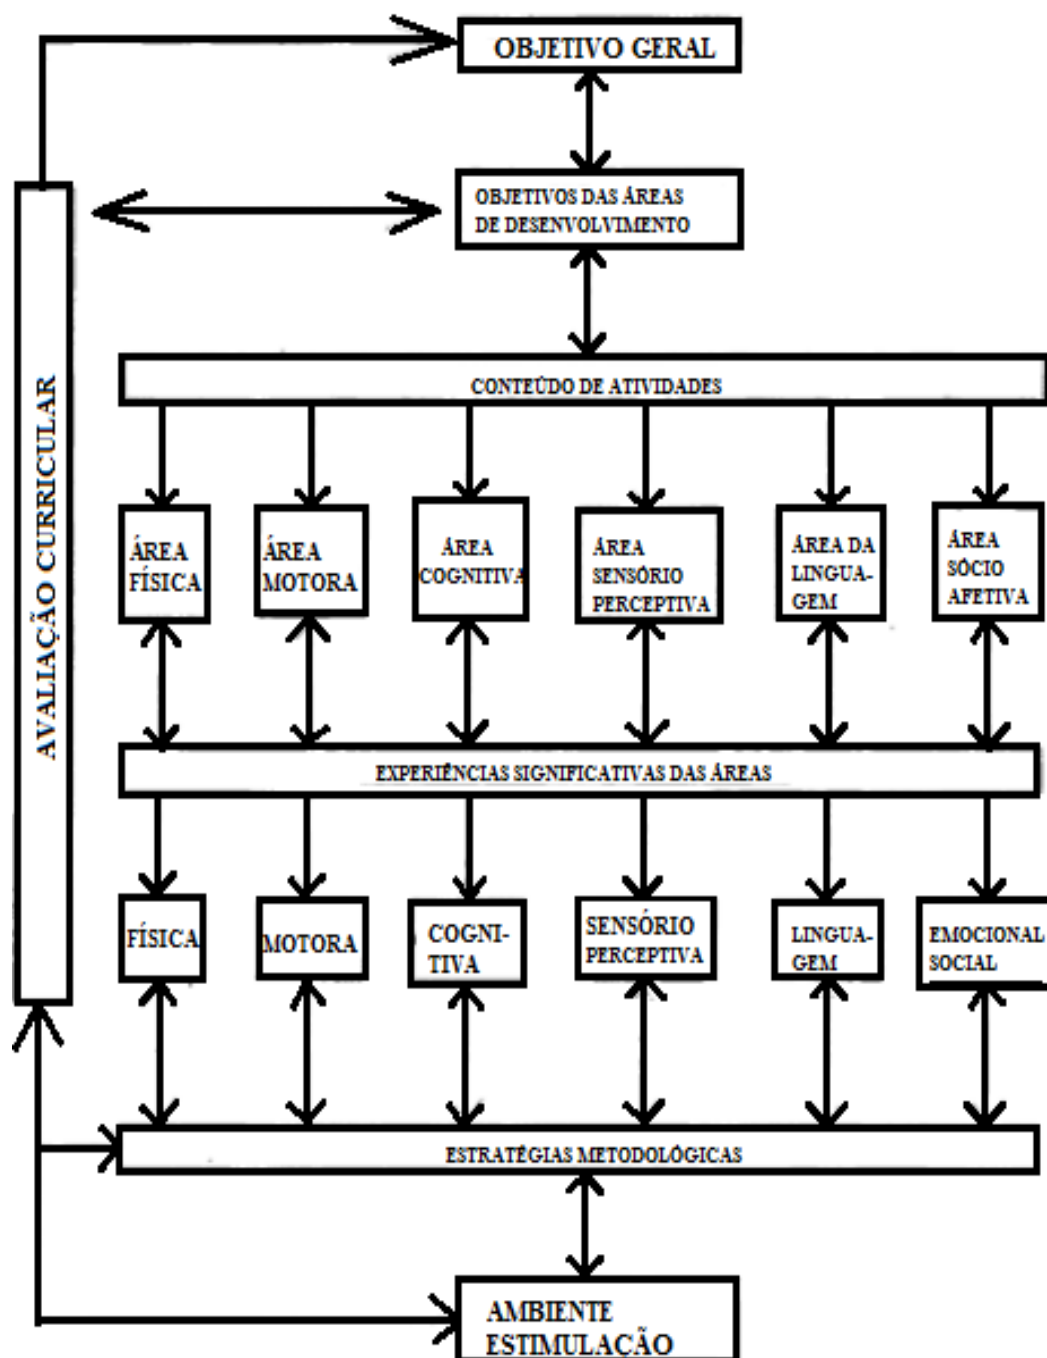 OBJETIVO GERAL
OBJETIVOS DAS ÁREAS
DE DESENVOLVIMENTO
AVALIAÇÃO CURRICULAR
CONTEÚDO DE ATIVIDADES
ÁREA
FÍSICA
ÁREA
MOTORA
ÁREA
COGNITIVA
ÁREA
SENSÓRIO
PERCEPTIVA
ÁREA DA
LINGUA-
GEM
ÁREA
SÓCIO
AFETIVA
EXPERIÊNCIAS SIGNIFICATIVAS DAS ÁREAS
FÍSICA
MOTORA
COGNI-
TIVA
SENSÓRIO
PERCEPTIVA
LINGUA-
GEM
EMOCIONAL
SOCIAL
ESTRATÉGIAS METODOLÓGICAS
AMBIENTE
ESTIMULAÇÃO